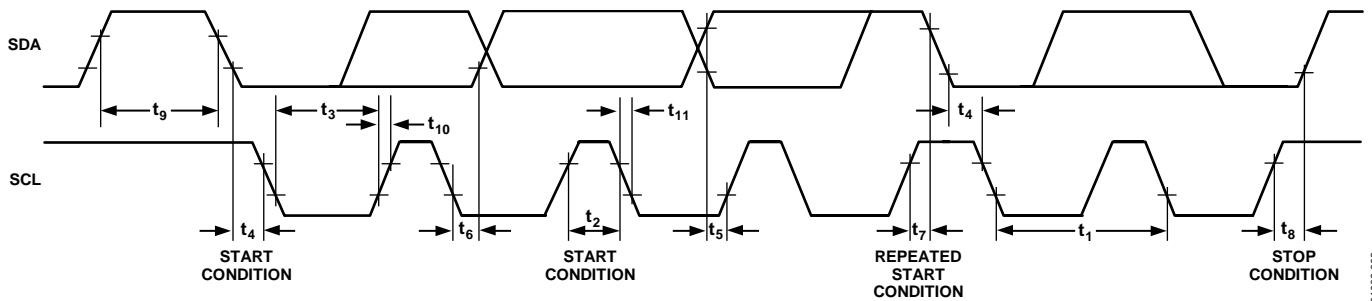 SDA
t9
t3
t10
t11
t4
SCL
t4
t6
t2
t5
t7
t1
t8
START
CONDITION
START
CONDITION
REPEATED
START
CONDITION
STOP
CONDITION